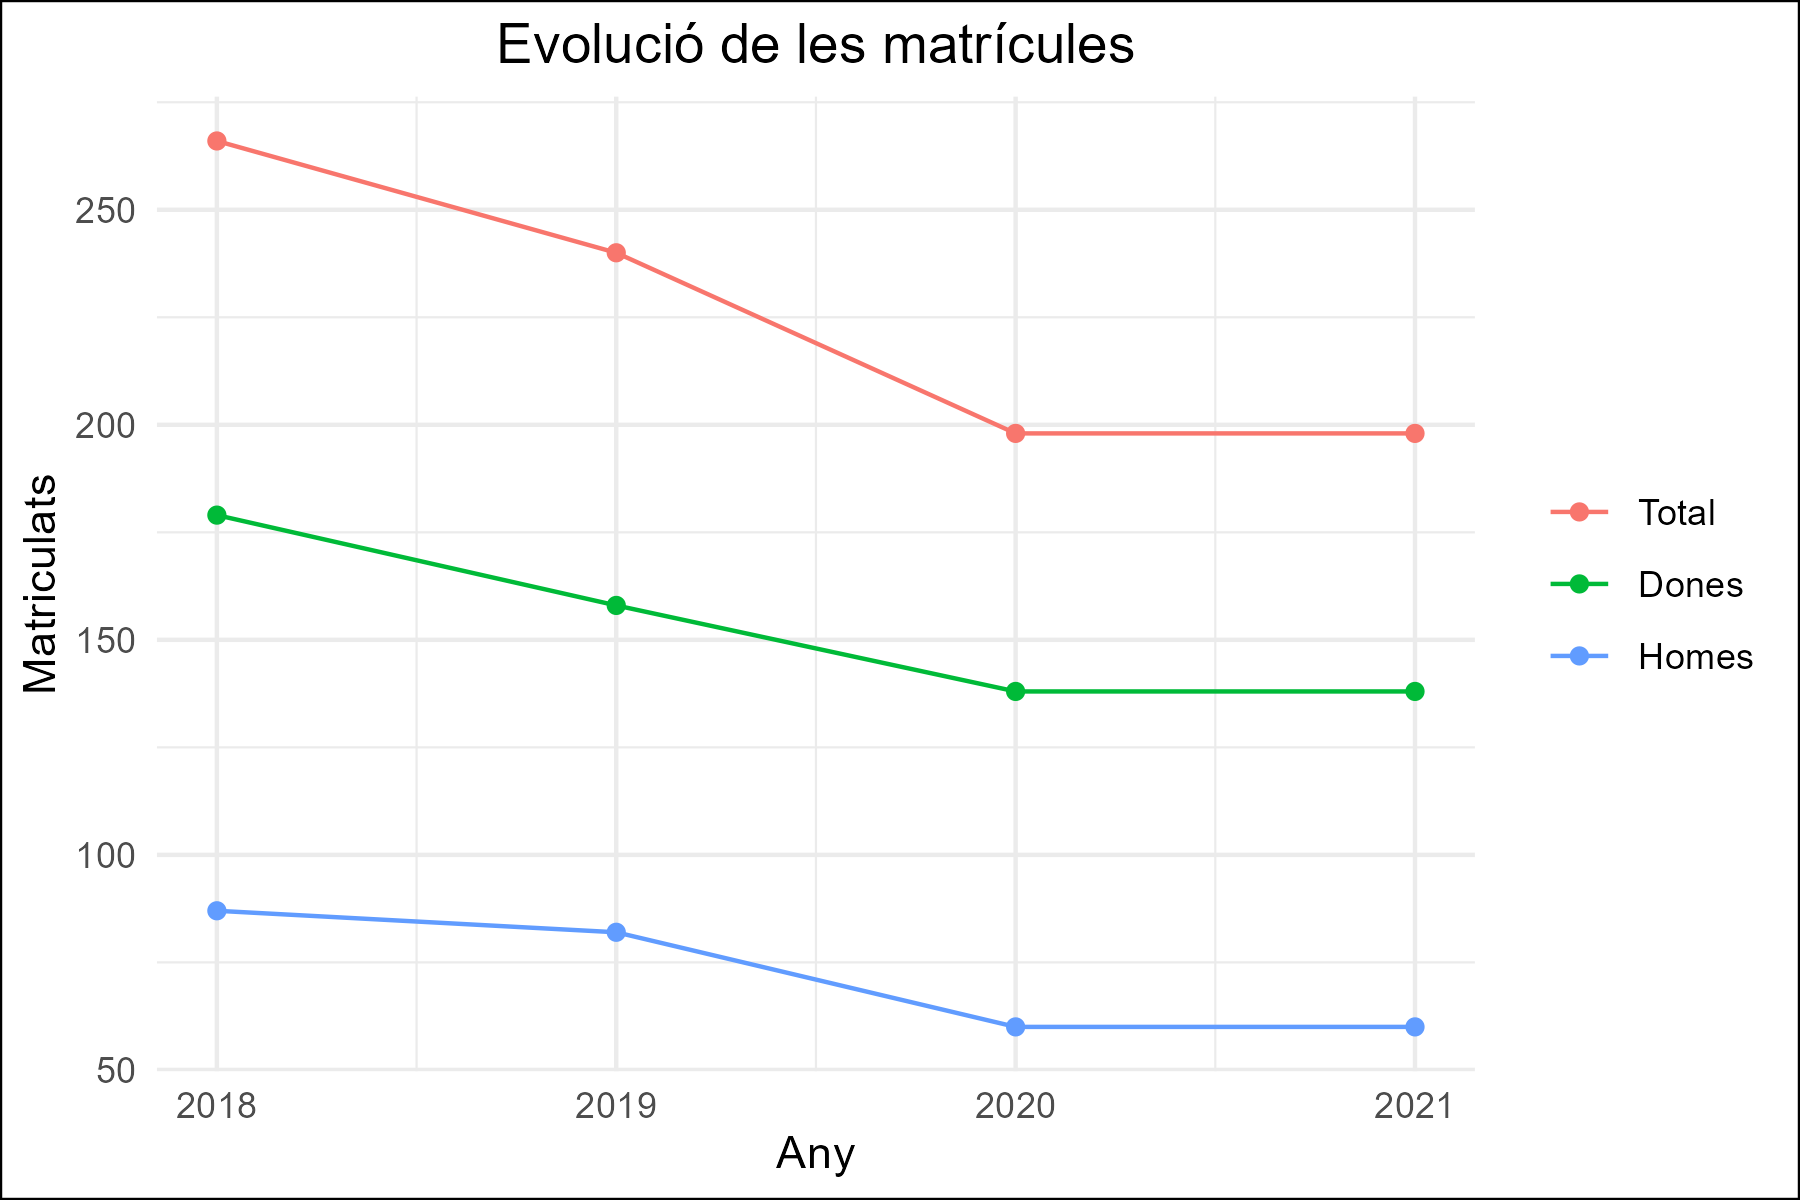 Evolució de les matrícules
Matriculats
250
200
150
100
50
2018 2019 2020 2021
Any
Total
Dones
Homes